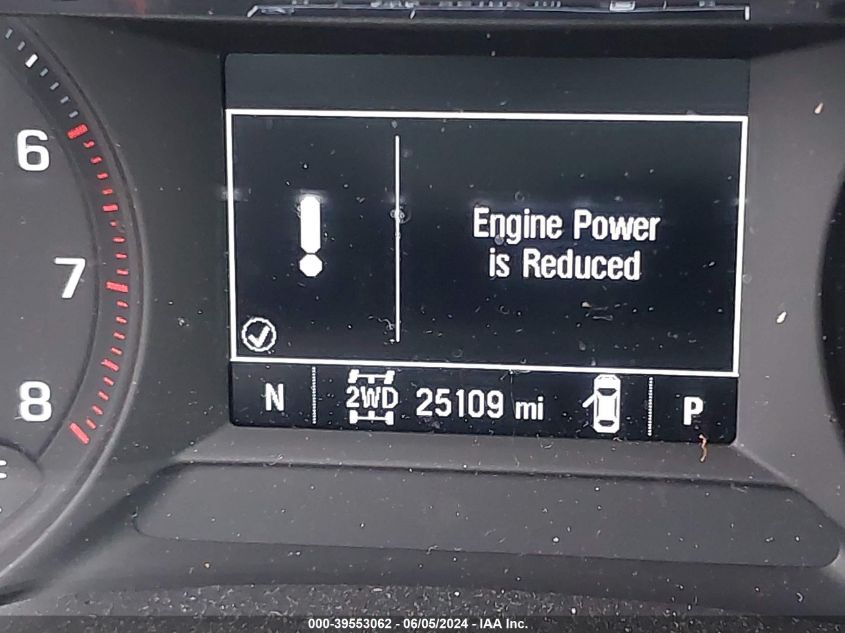 6
7
8
Engine Power
is Reduced
N
2WD
25109 mi
P
000-39553062 - 06/05/2024 - IAA Inc.